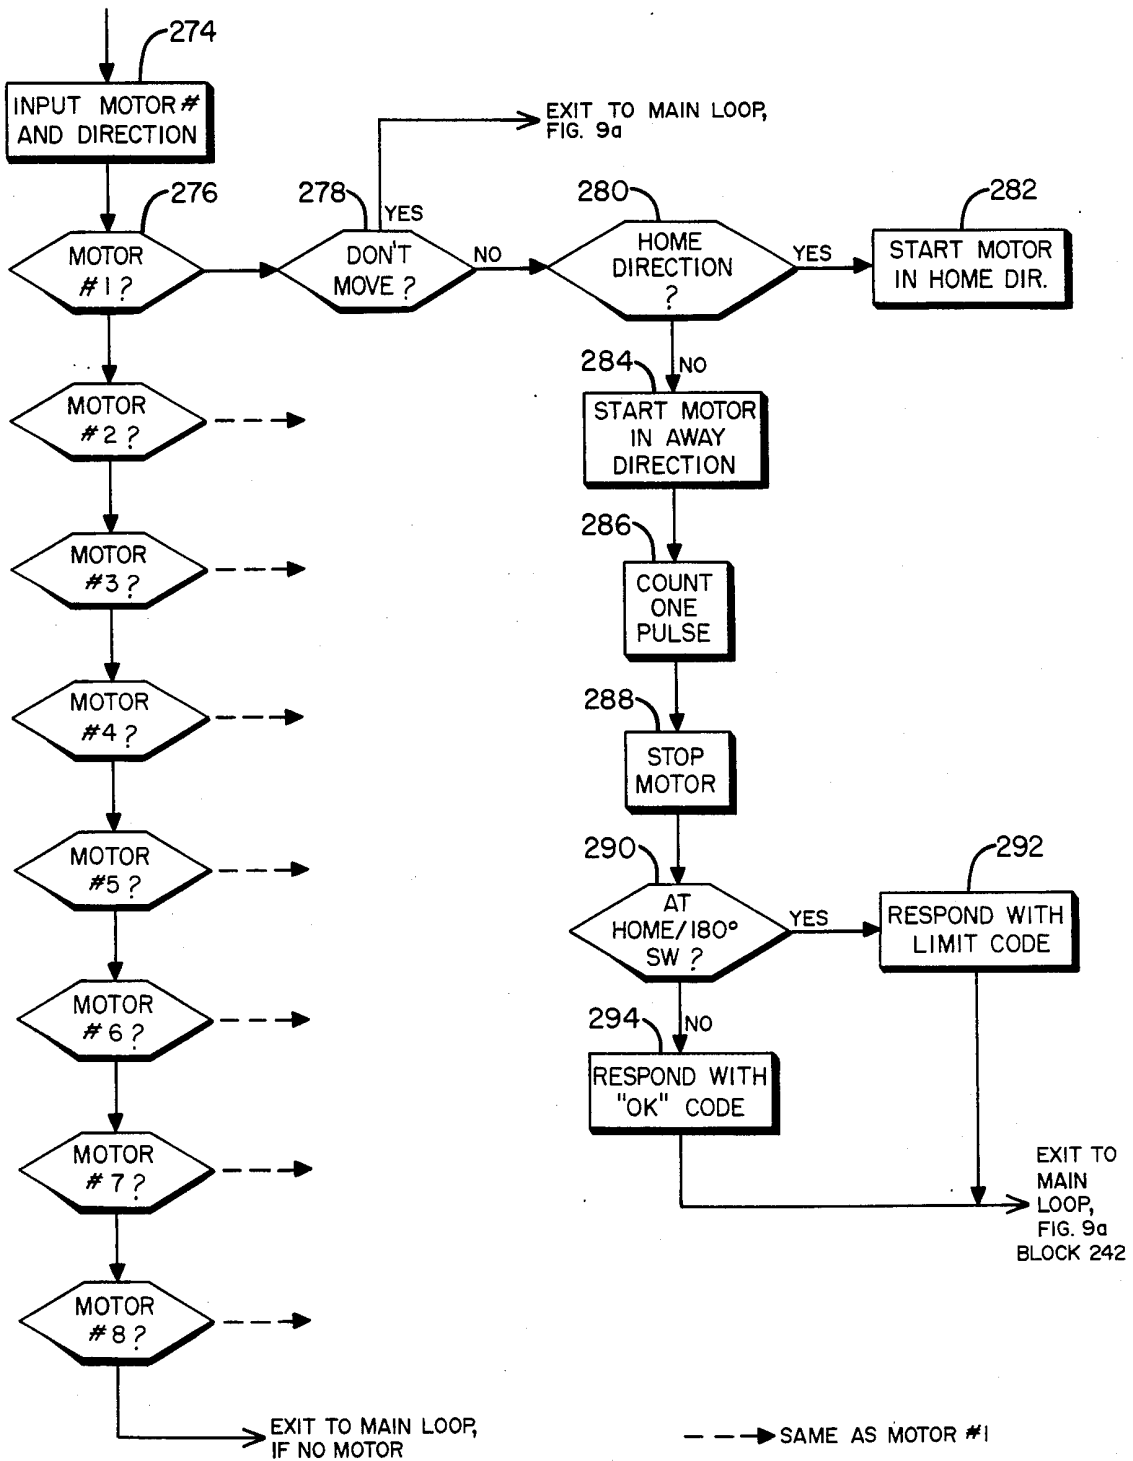 274
INPUT MOTOR #
AND DIRECTION
EXIT TO MAIN LOOP,
FIG. 9a
276
MOTOR
#1?
278
YES
DON'T
MOVE?
NO
280
HOME
DIRECTION
?
YES
282
START MOTOR
IN HOME DIR.
NO
284
START MOTOR
IN AWAY
DIRECTION
286
COUNT
ONE
PULSE
288
STOP
MOTOR
290
AT
HOME/180°
SW?
YES
292
RESPOND WITH
LIMIT CODE
NO
294
RESPOND WITH
"OK" CODE
EXIT TO
MAIN
LOOP,
FIG. 9a
BLOCK 242
MOTOR
#2?
MOTOR
#3?
MOTOR
#4?
MOTOR
#5?
MOTOR
#6?
MOTOR
#7?
MOTOR
#8?
EXIT TO MAIN LOOP,
IF NO MOTOR
SAME AS MOTOR #1